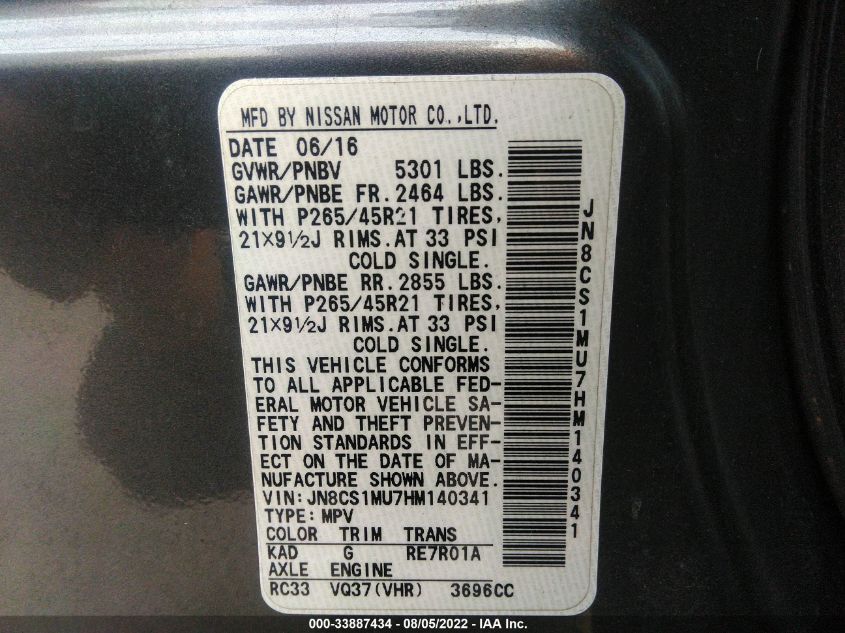 MFD BY NISSAN MOTOR CO.,LTD.
DATE 06/16
GVWR/PNBV 5301 LBS.
GAWR/PNBE FR. 2464 LBS.
WITH P265/45R21 TIRES,
21×9½J RIMS.AT 33 PSI
COLD SINGLE.
GAWR/PNBE RR. 2855 LBS.
WITH P265/45R21 TIRES,
21×9½J RIMS.AT 33 PSI
COLD SINGLE.
THIS VEHICLE CONFORMS
TO ALL APPLICABLE FED-
ERAL MOTOR VEHICLE SA-
FETY AND THEFT PREVEN-
TION STANDARDS IN EFF-
ECT ON THE DATE OF MA-
NUFACTURE SHOWN ABOVE.
VIN:JN8CS1MU7HM140341
TYPE:MPV
COLOR TRIM TRANS
KAD G RE7R01A
AXLE ENGINE
RC33 VQ37(VHR) 3696CC
JN8CS1MU7HM140341
000-33887434 - 08/05/2022 - IAA Inc.